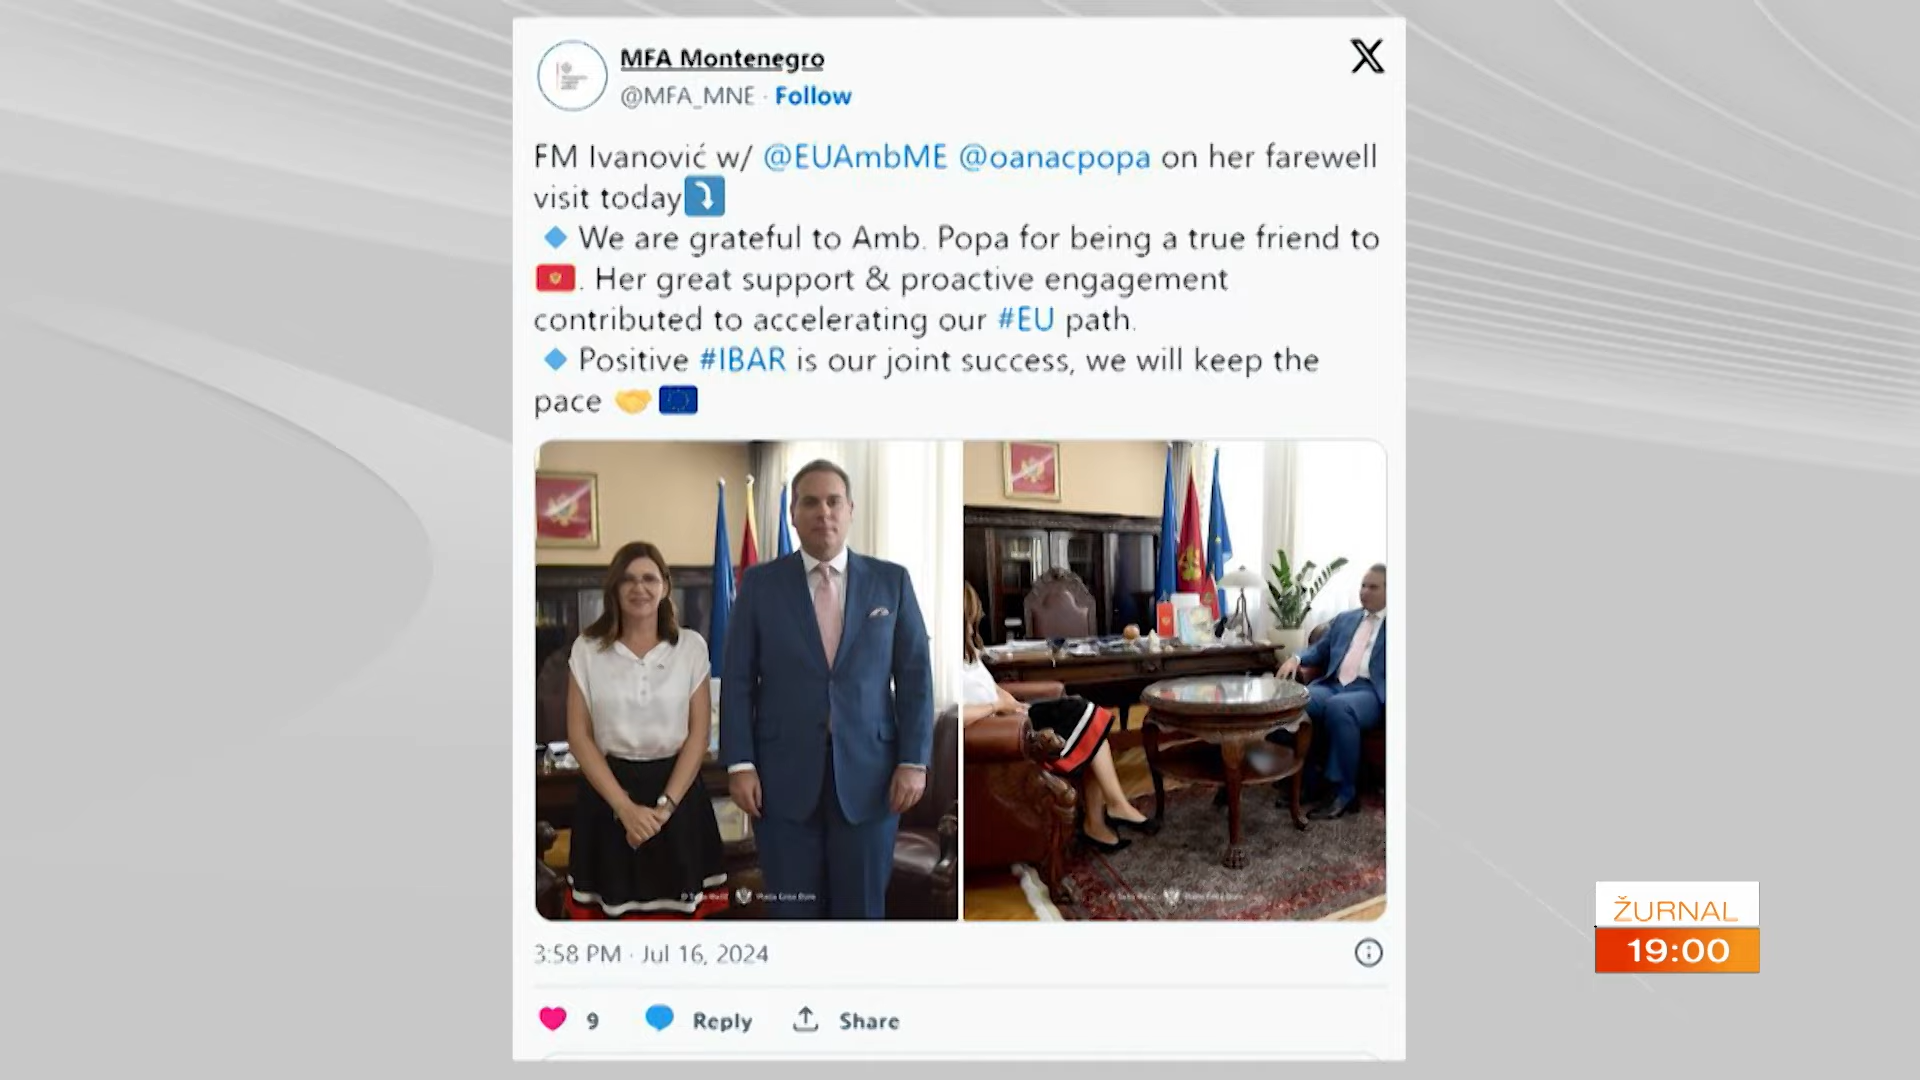 MFA Montenegro
@MFA_MNE · Follow
FM Ivanović w/ @EUAmbME @oanacpopa on her farewell
visit today
We are grateful to Amb. Popa for being a true friend to
. Her great support & proactive engagement
contributed to accelerating our #EU path.
Positive #IBAR is our joint success, we will keep the
pace
3:58 PM · Jul 16, 2024
9 Reply Share
ŽURNAL
19:00